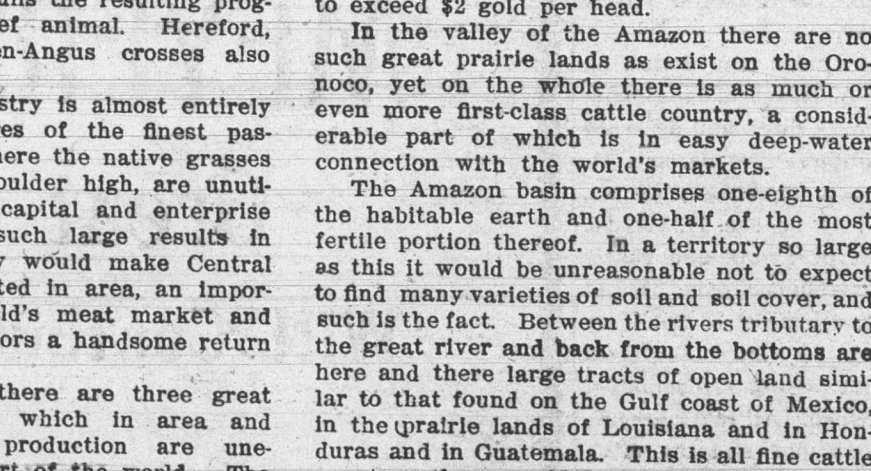 the resulting prog-
ef animal. Hereford,
en-Angus crosses also
stry is almost entirely
es of the finest pas-
here the native grasses
oulder high, are unuti-
capital and enterprise
such large results in
y would make Central
ted in area, an impor-
ld's meat market and
ors a handsome return
there are three great
which in area and
production are une-
of the world. The
to exceed $2 gold per head.
In the valley of the Amazon there are no
such great prairie lands as exist on the Oro-
noco, yet on the whole there is as much or
even more first-class cattle country, a consid-
erable part of which is in easy deep-water
connection with the world's markets.
The Amazon basin comprises one-eighth of
the habitable earth and one-half of the most
fertile portion thereof. In a territory so large
as this it would be unreasonable not to expect
to find many varieties of soil and soil cover, and
such is the fact. Between the rivers tributary to
the great river and back from the bottoms are
here and there large tracts of open land simi-
lar to that found on the Gulf coast of Mexico,
in the prairie lands of Louisiana and in Hon-
duras and in Guatemala. This is all fine cattle